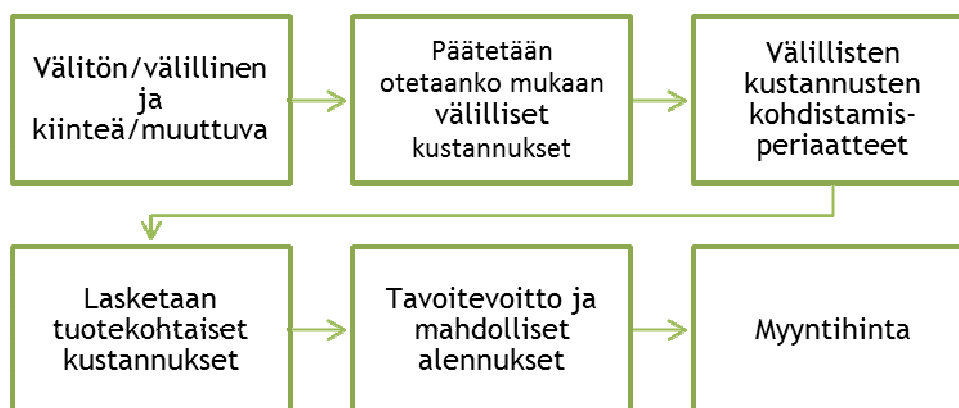 Välitön/välillinen
ja
kiinteä/muuttuva
Päätetään
otetaanko mukaan
välilliset
kustannukset
Välillisten
kustannusten
kohdistamis-
periaatteet
Lasketaan
tuotekohtaiset
kustannukset
Tavoitevoitto ja
mahdolliset
alennukset
Myyntihinta